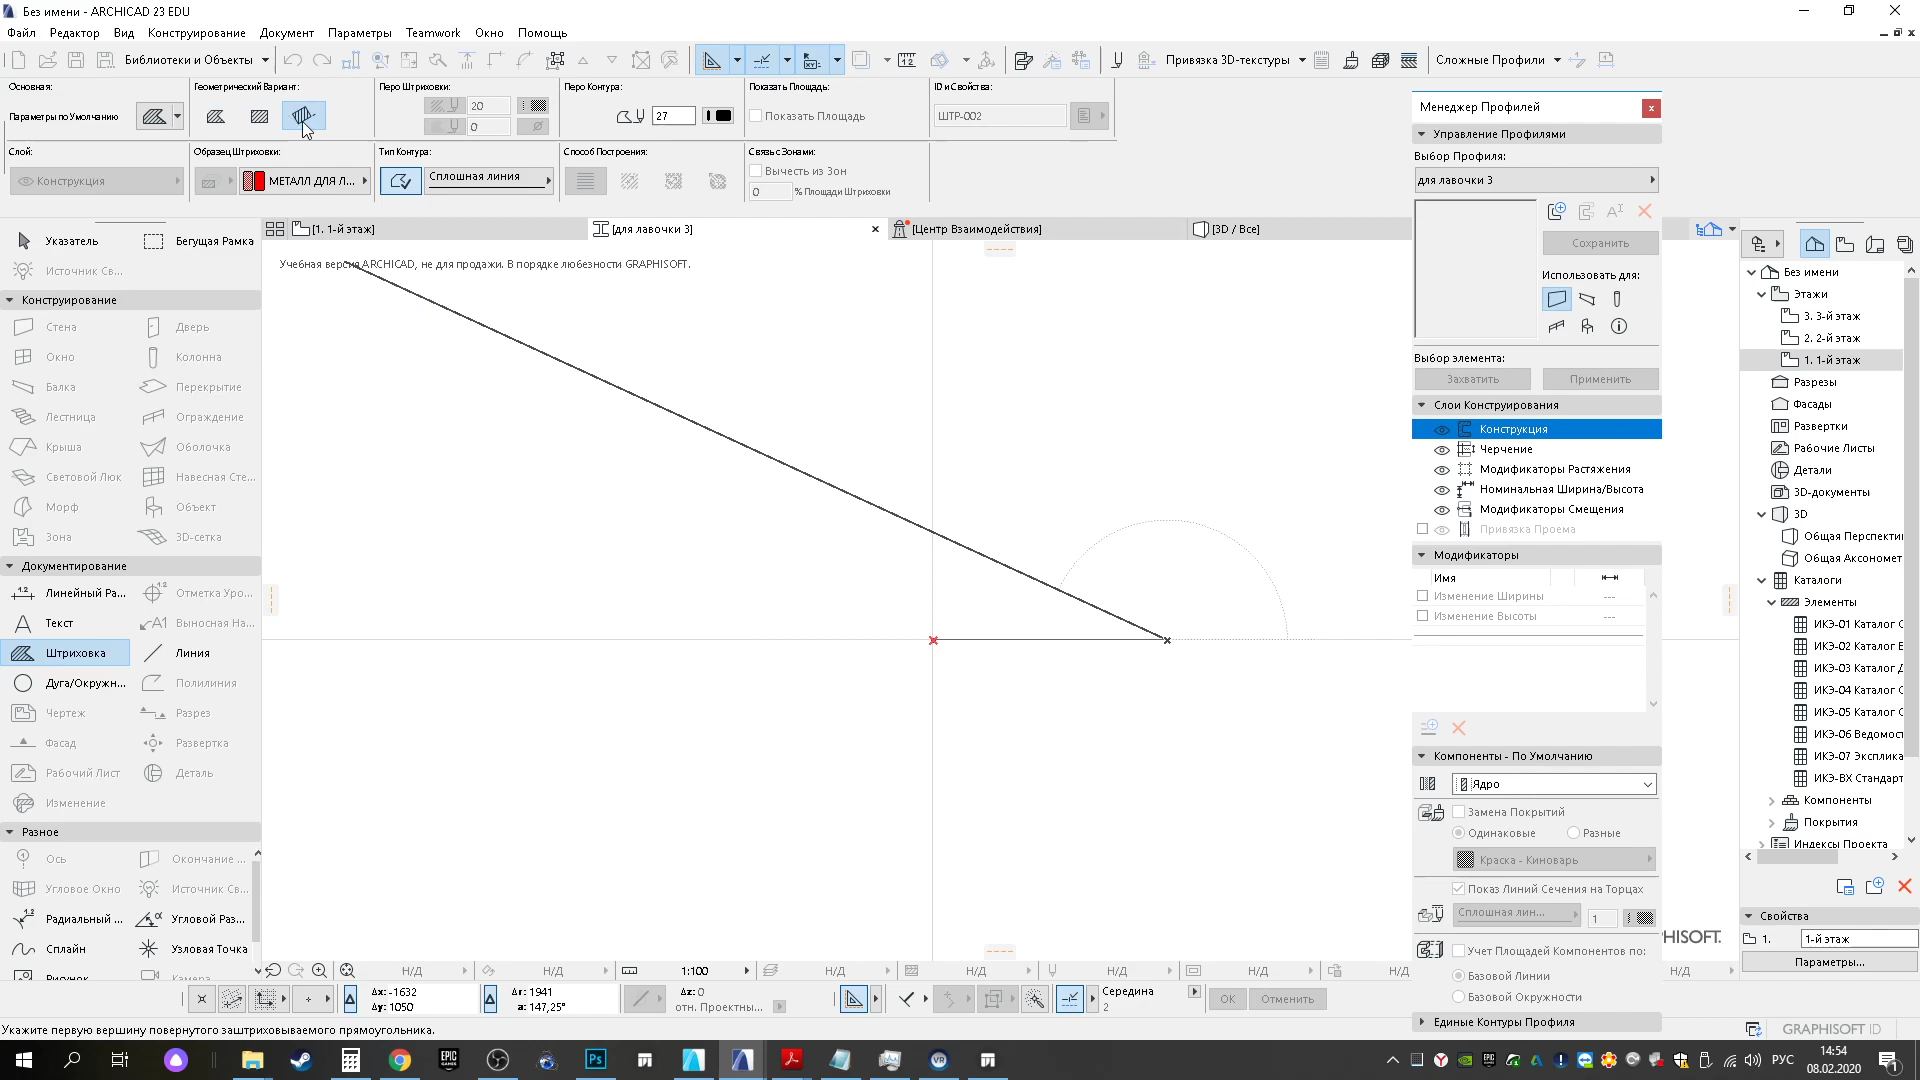 Без имени - ARCHICAD 23 EDU
Файл Редактор Вид Конструирование Документ Параметры Teamwork Окно Помощь
Библиотеки и Объекты
Привязка 3D-текстуры
Сложные Профили
Основная:
Геометрический Вариант:
Перо Штриховки:
Перо Контура:
Показать Площадь:
ID и Свойства:
Параметры по Умолчанию
20
0
27
Показать Площадь
ШТР-002
Слой:
Образец Штриховки:
Тип Контура:
Способ Построения:
Связь с Зонами:
Конструкция
МЕТАЛЛ ДЛЯ Л...
Сплошная линия
Вычесть из Зон
0 % Площади Штриховки
[1. 1-й этаж]
[для лавочки 3]
[Центр Взаимодействия]
[3D / Все]
Учебная версия ARCHICAD, не для продажи. В порядке любезности GRAPHISOFT.
Указатель
Бегущая Рамка
Источник Св...
Конструирование
Стена
Дверь
Окно
Колонна
Балка
Перекрытие
Лестница
Ограждение
Крыша
Оболочка
Световой Люк
Навесная Сте...
Морф
Объект
Зона
3D-сетка
Документирование
Линейный Ра...
Отметка Уро...
Текст
Выносная На...
Штриховка
Линия
Дуга/Окружн...
Полилиния
Чертеж
Разрез
Фасад
Развертка
Рабочий Лист
Деталь
Изменение
Разное
Ось
Окончание ...
Угловое Окно
Источник Св...
Радиальный ...
Угловой Раз...
Сплайн
Узловая Точка
Рисунок
Камера
Менеджер Профилей
Управление Профилями
Выбор Профиля:
для лавочки 3
Сохранить
Использовать для:
Выбор элемента:
Захватить
Применить
Слои Конструирования
Конструкция
Черчение
Модификаторы Растяжения
Номинальная Ширина/Высота
Модификаторы Смещения
Привязка Проема
Модификаторы
Имя
Изменение Ширины ---
Изменение Высоты ---
Компоненты - По Умолчанию
Ядро
Замена Покрытий
Одинаковые
Разные
Краска - Киноварь
Показ Линий Сечения на Торцах
Сплошная лин...
1
Учет Площадей Компонентов по:
Базовой Линии
Базовой Окружности
Единые Контуры Профиля
Без имени
Этажи
3. 3-й этаж
2. 2-й этаж
1. 1-й этаж
Разрезы
Фасады
Развертки
Рабочие Листы
Детали
3D-документы
3D
Общая Перспекти
Общая Аксономет
Каталоги
Элементы
ИКЭ-01 Каталог С
ИКЭ-02 Каталог Е
ИКЭ-03 Каталог Д
ИКЭ-04 Каталог С
ИКЭ-05 Каталог С
ИКЭ-06 Ведомост
ИКЭ-07 Эксплика
ИКЭ-ВХ Стандарт
Компоненты
Покрытия
Индексы Проекта
Свойства
1. 1-й этаж
Параметры...
PHISOFT.
Н/Д Н/Д 1:100 Н/Д Н/Д Н/Д Н/Д Н/Д Н/Д
Δx: -1632
Δy: 1050
Δr: 1941
a: 147,25°
Δz: 0
отн. Проектны...
Середина
2
OK
Отменить
Укажите первую вершину повернутого заштриховываемого прямоугольника.
GRAPHISOFT ID
РУС
14:54
08.02.2020
1